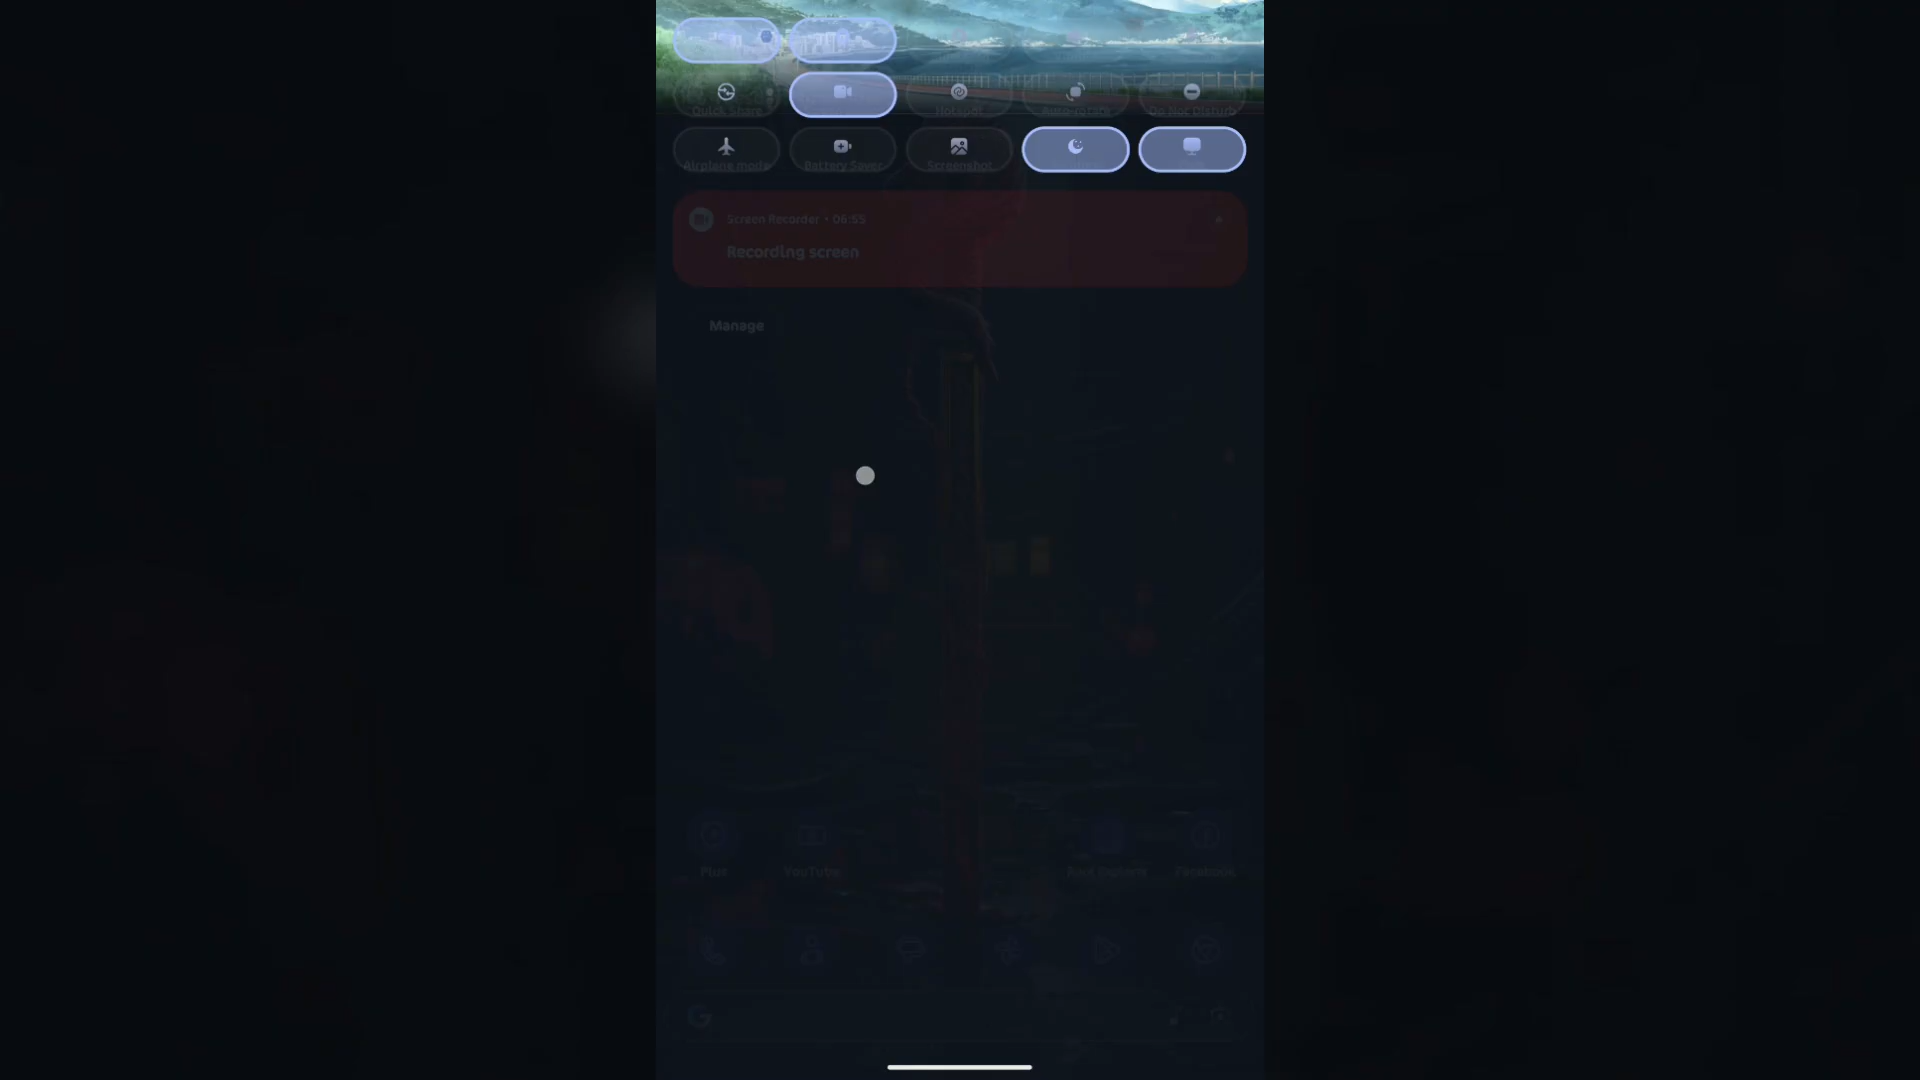 Quick Share Hotspot Auto-rotate Do Not Disturb
Airplane mode Battery Saver Screenshot
Screen Recorder • 06:55
Recording screen
Manage
YouTube Facebook